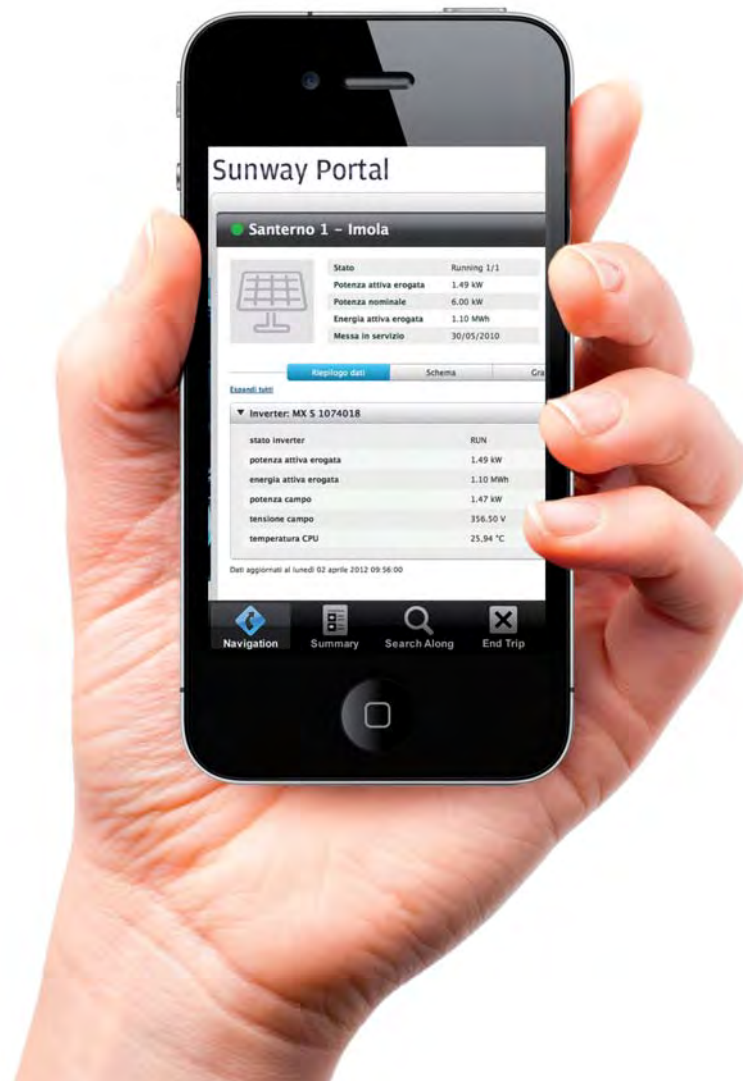 Sunway Portal
Santerno 1 – Imola
Stato Running 1/1
Potenza attiva erogata 1.49 kW
Potenza nominale 6.00 kW
Energia attiva erogata 1.10 MWh
Messa in servizio 30/05/2010
Riepilogo dati Schema Gra
Espandi tutti
▼ Inverter: MX S 1074018
stato inverter RUN
potenza attiva erogata 1.49 kW
energia attiva erogata 1.10 MWh
potenza campo 1.47 kW
tensione campo 356.50 V
temperatura CPU 25.94 °C
Dati aggiornati al lunedì 02 aprile 2012 09:56:00
Navigation Summary Search Along End Trip